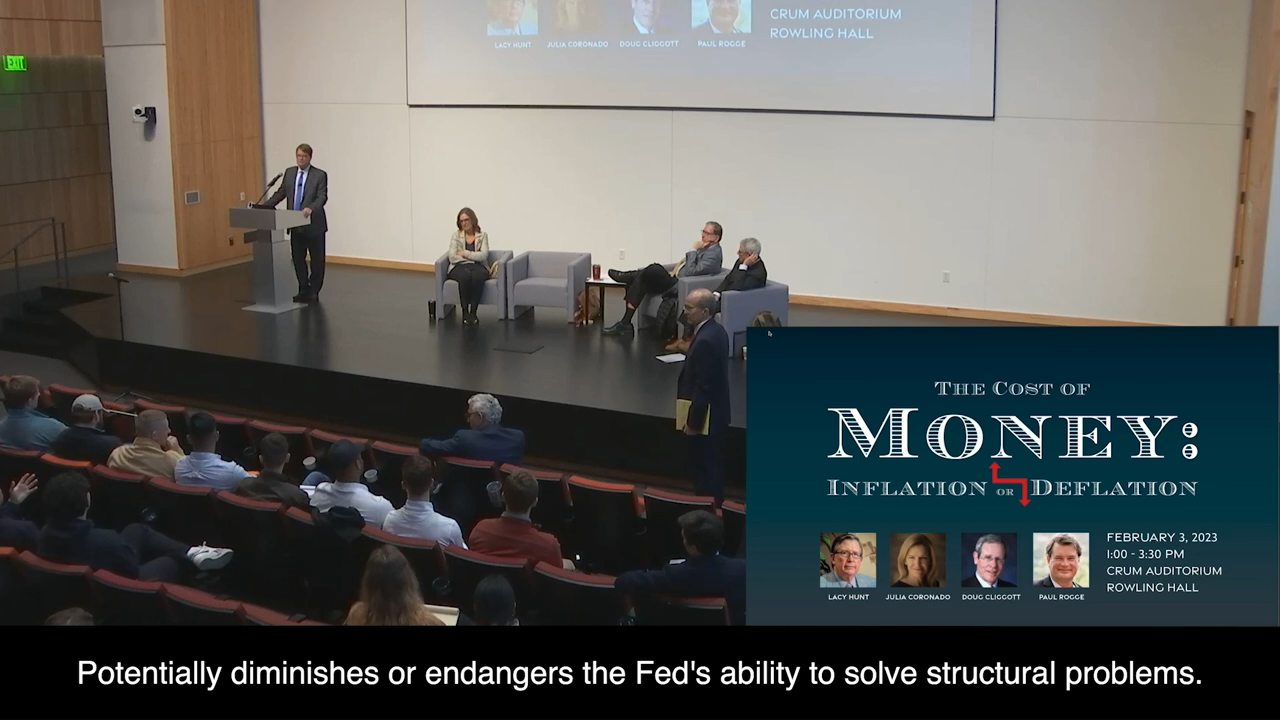 EXIT
CRUM AUDITORIUM
ROWLING HALL
LACY HUNT JULIA CORONADO DOUG CLIGGOTT PAUL ROGGE
THE COST OF
MONEY:
INFLATION OR DEFLATION
FEBRUARY 3, 2023
1:00 - 3:30 PM
CRUM AUDITORIUM
ROWLING HALL
LACY HUNT JULIA CORONADO DOUG CLIGGOTT PAUL ROGGE
Potentially diminishes or endangers the Fed's ability to solve structural problems.